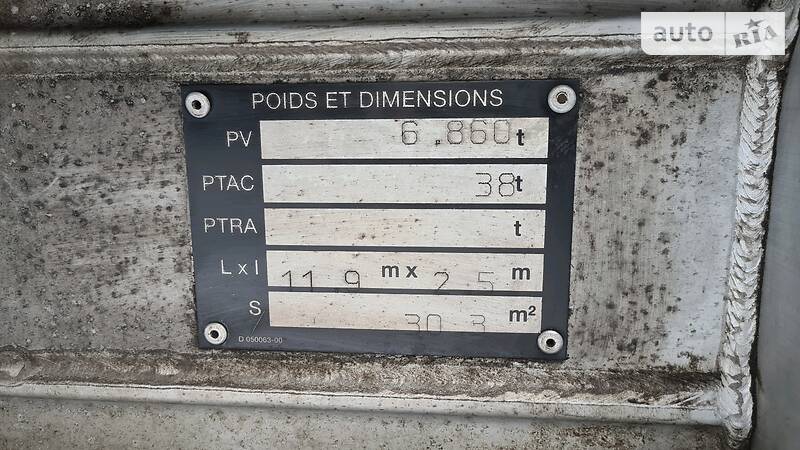 auto RIA
POIDS ET DIMENSIONS
PV 6.860 t
PTAC 38 t
PTRA t
L x l 11.9 m x 2.5 m
S 30.3 m²
D 050063-00